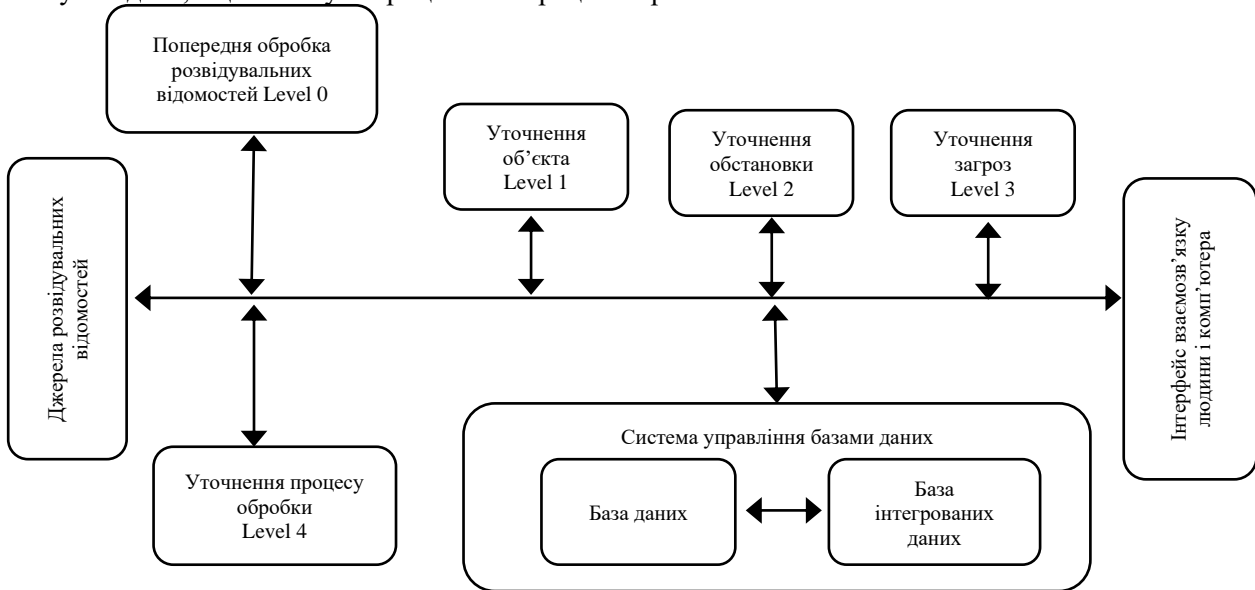 Попередня обробка
розвідувальних
відомостей Level 0
Уточнення
об’єкта
Level 1
Уточнення
обстановки
Level 2
Уточнення
загроз
Level 3
Джерела розвідувальних
відомостей
Інтерфейс взаємозв’язку
людини і комп’ютера
Уточнення процесу
обробки
Level 4
Система управління базами даних
База даних
База
інтегрованих
даних